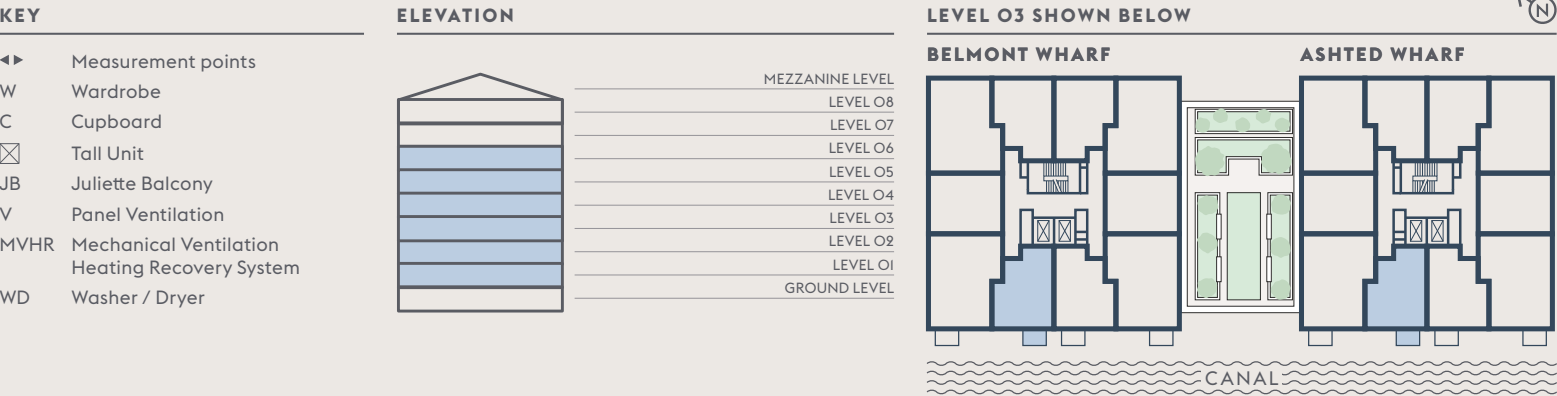 KEY
Measurement points
W Wardrobe
C Cupboard
Tall Unit
JB Juliette Balcony
V Panel Ventilation
MVHR Mechanical Ventilation
Heating Recovery System
WD Washer / Dryer
ELEVATION
MEZZANINE LEVEL
LEVEL 08
LEVEL 07
LEVEL 06
LEVEL 05
LEVEL 04
LEVEL 03
LEVEL 02
LEVEL 01
GROUND LEVEL
LEVEL 03 SHOWN BELOW
N
BELMONT WHARF
ASHTED WHARF
CANAL